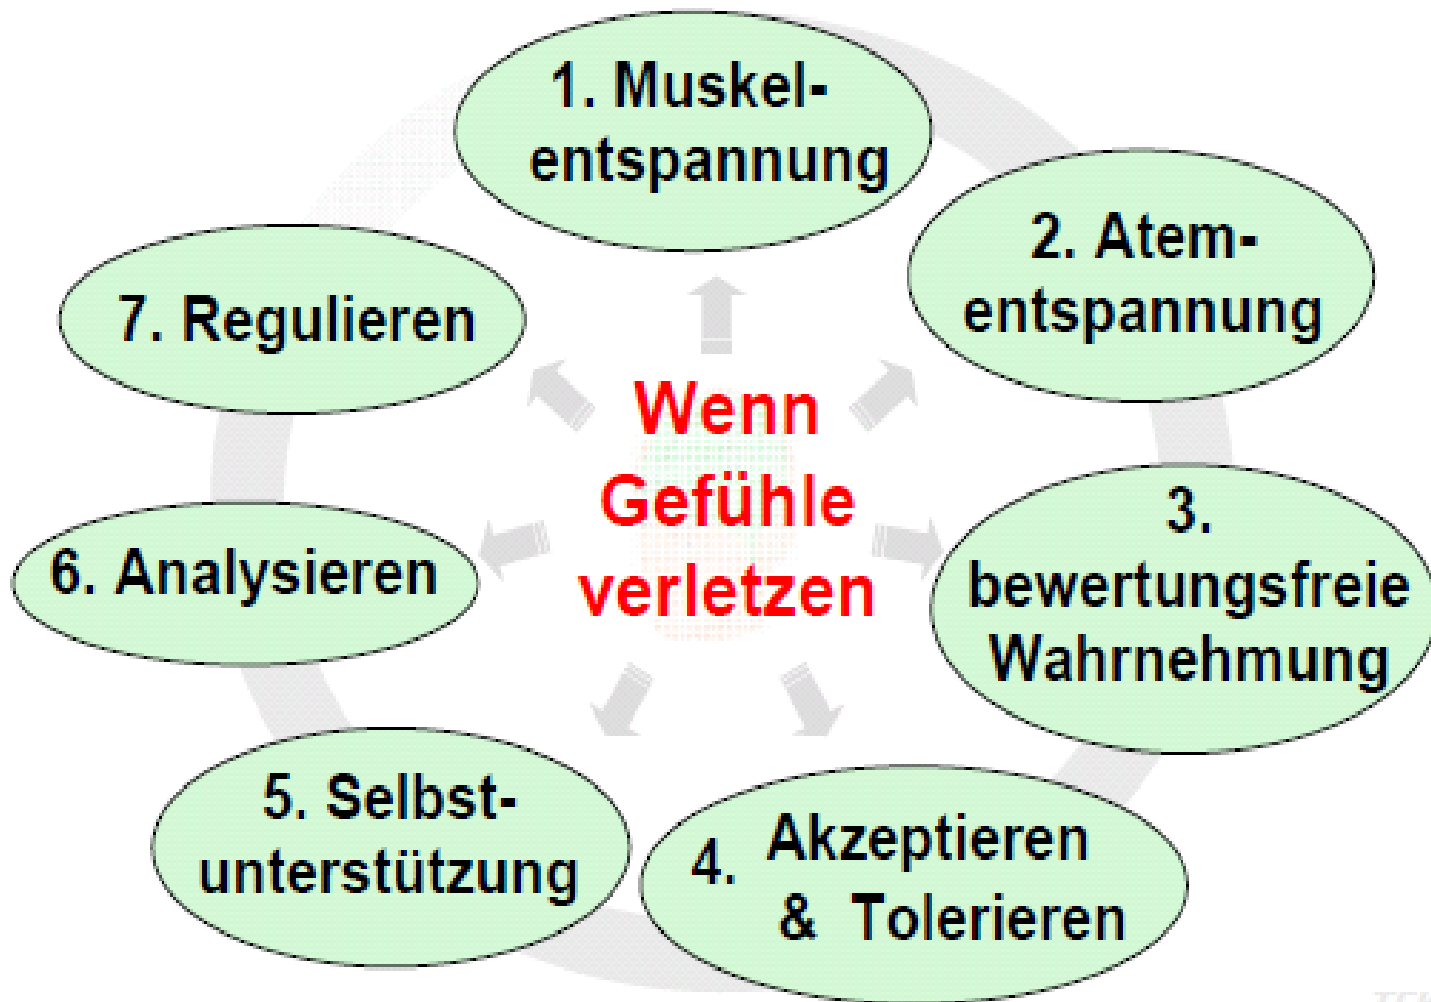 1. Muskel-
entspannung
2. Atem-
entspannung
3.
bewertungsfreie
Wahrnehmung
4. Akzeptieren
& Tolerieren
5. Selbst-
unterstützung
6. Analysieren
7. Regulieren
Wenn
Gefühle
verletzen